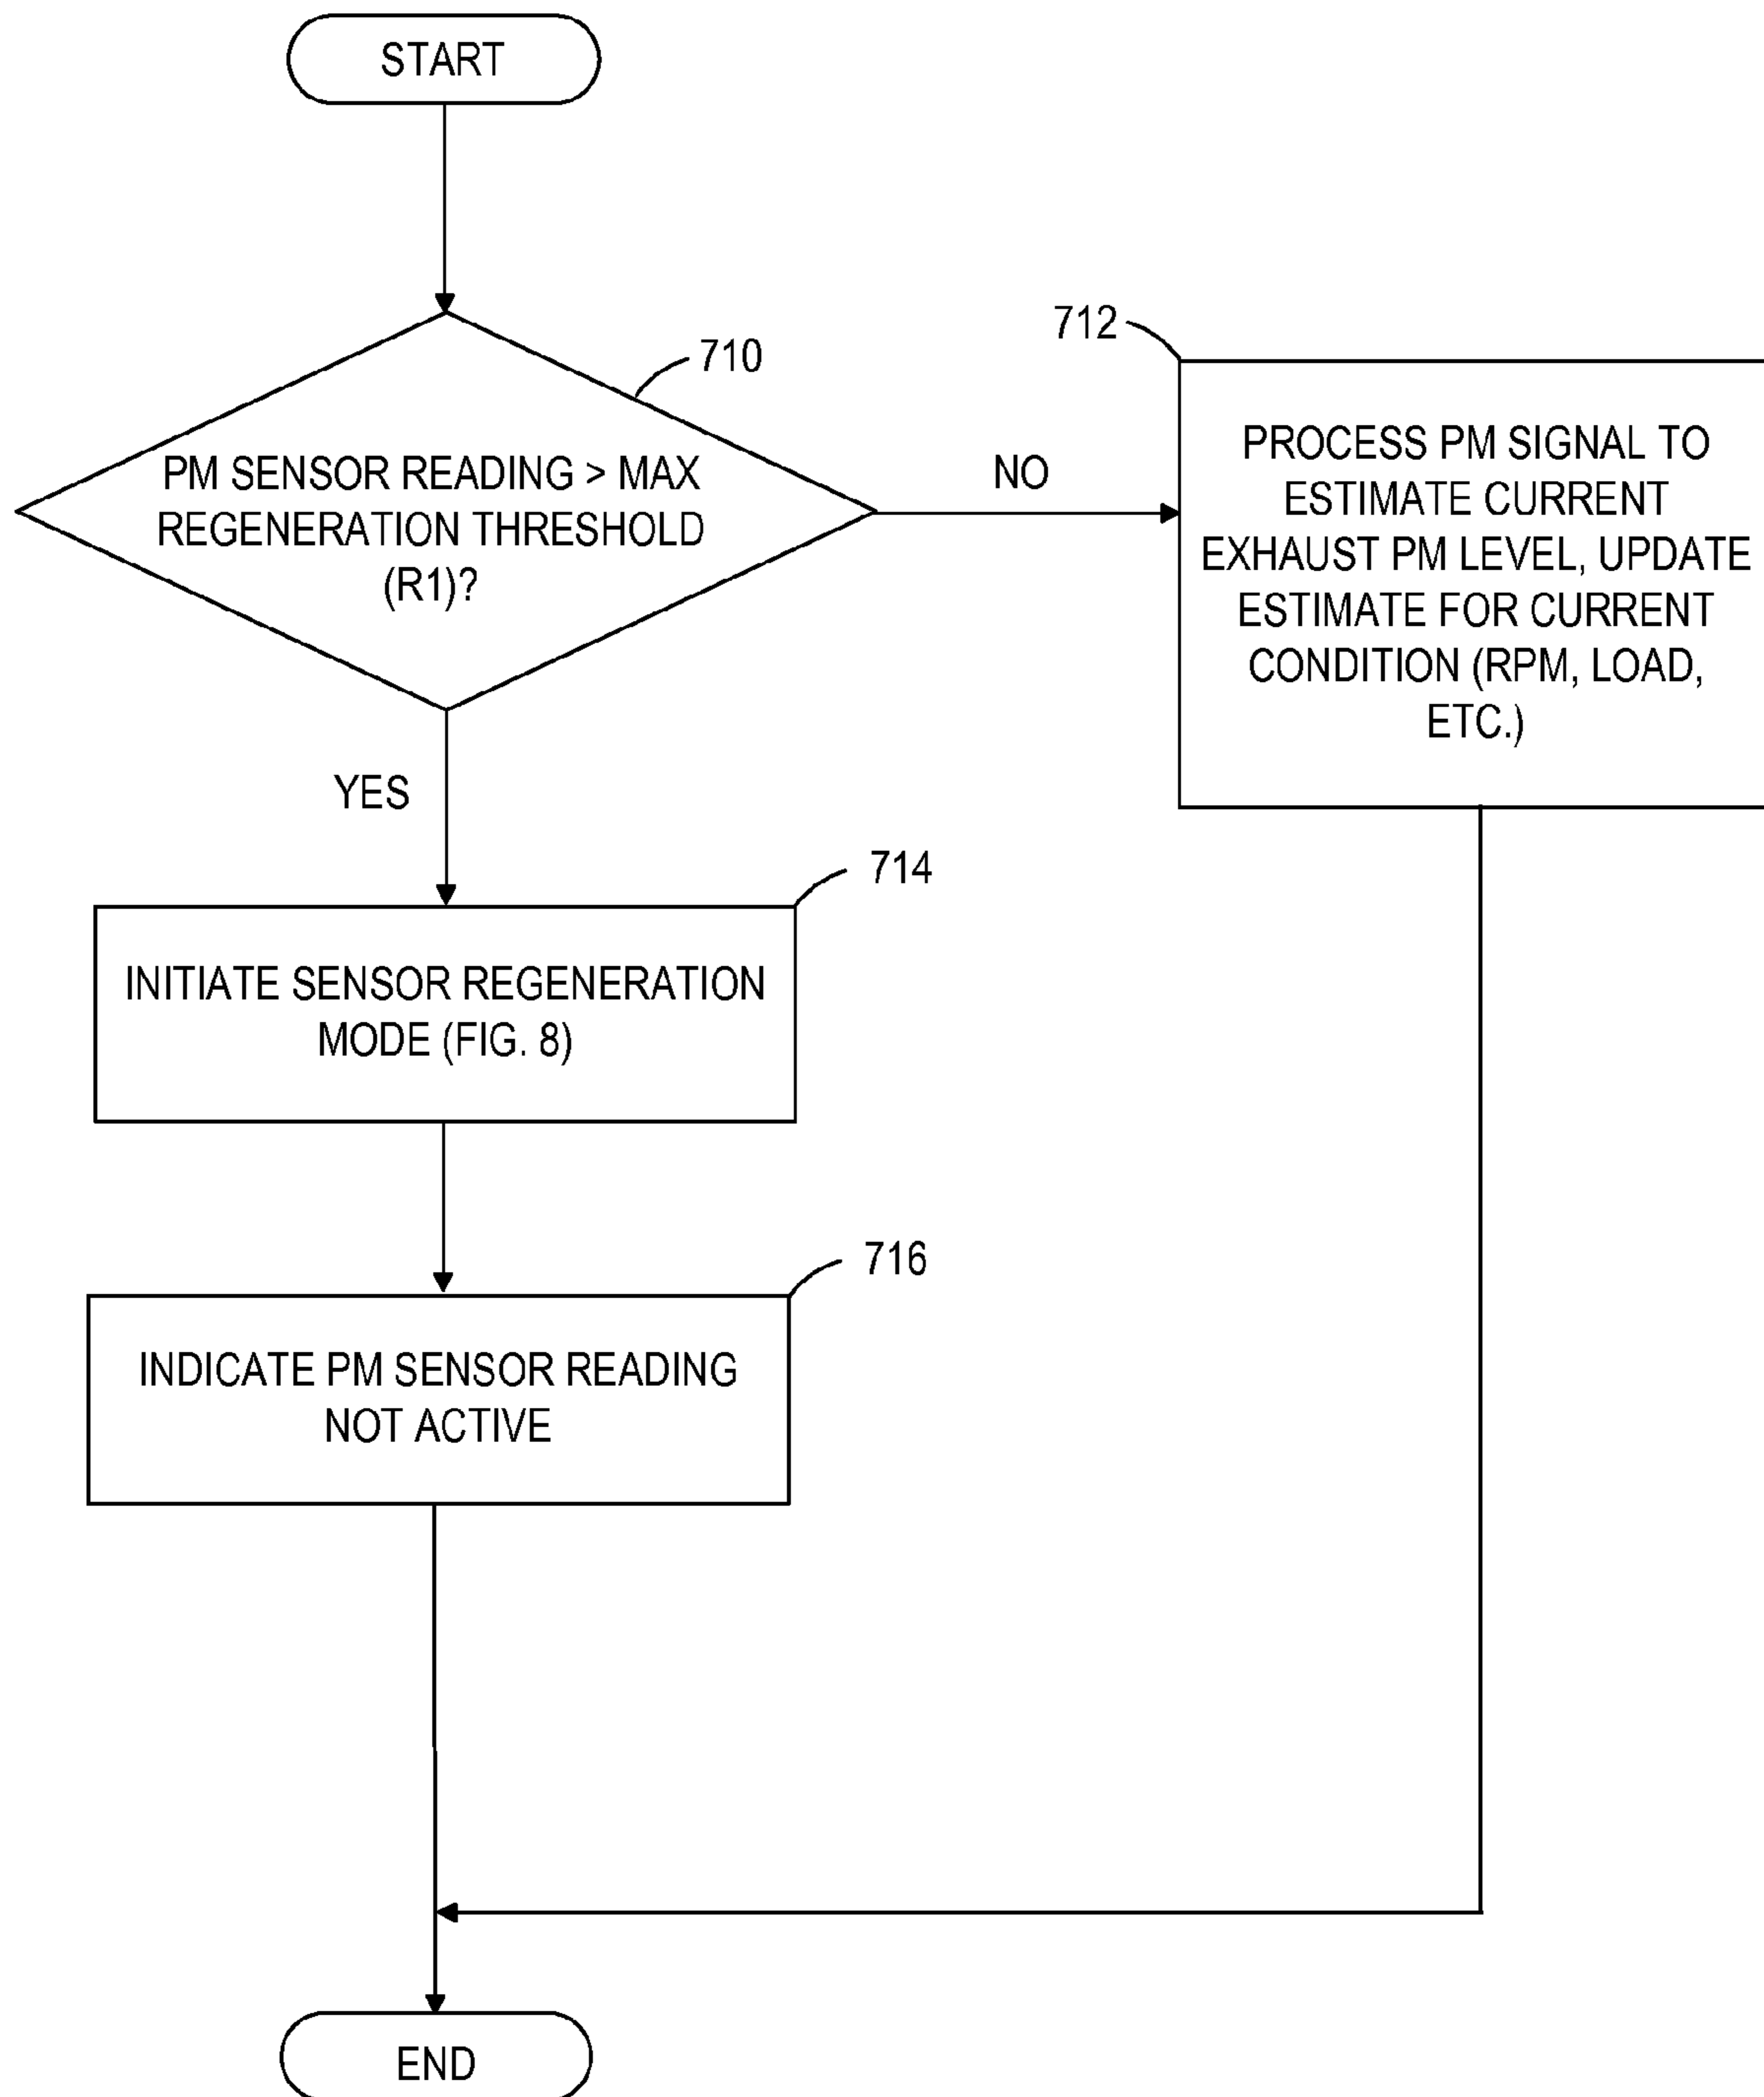 START
710
PM SENSOR READING > MAX
REGENERATION THRESHOLD
(R1)?
NO
712
PROCESS PM SIGNAL TO
ESTIMATE CURRENT
EXHAUST PM LEVEL, UPDATE
ESTIMATE FOR CURRENT
CONDITION (RPM, LOAD,
ETC.)
YES
714
INITIATE SENSOR REGENERATION
MODE (FIG. 8)
716
INDICATE PM SENSOR READING
NOT ACTIVE
END